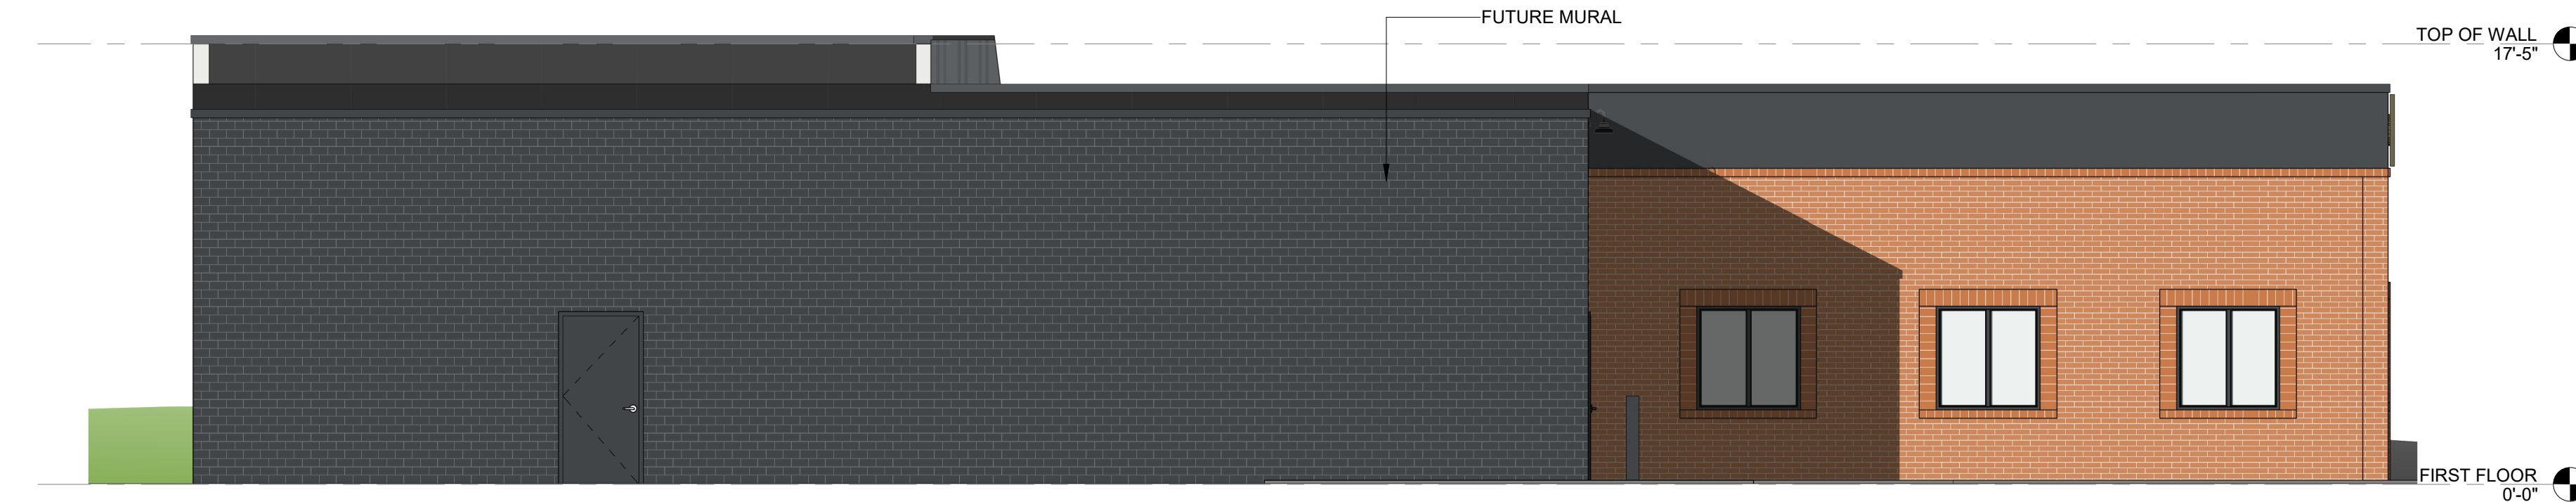 FUTURE MURAL
TOP OF WALL
17'-5"
FIRST FLOOR
0'-0"